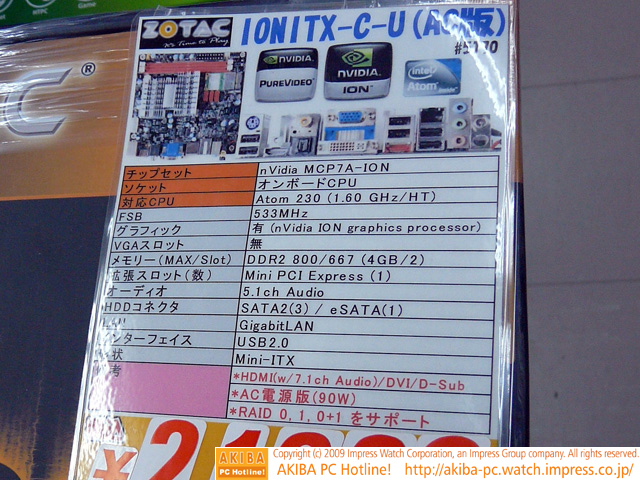 ZOTAC
It's Time to Play
IONITX-C-U (AC版)
NVIDIA
PUREVIDEO
NVIDIA.
ION
intel
Atom
inside
®
チップセット nVidia MCP7A-ION
ソケット オンボードCPU
対応CPU Atom 230 (1.60 GHz/HT)
FSB 533MHz
グラフィック 有 (nVidia ION graphics processor)
VGAスロット 無
メモリー (MAX/Slot) DDR2 800/667 (4GB/2)
拡張スロット (数) Mini PCI Express (1)
オーディオ 5.1ch Audio
HDDコネクタ SATA2(3) / eSATA(1)
GigabitLAN
ンターフェイス USB2.0
状 Mini-ITX
考 *HDMI(w/7.1ch Audio)/DVI/D-Sub
*AC電源版(90W)
*RAID 0, 1, 0+1 をサポート
¥21
AKIBA
PC Hotline!
Copyright (c) 2009 Impress Watch Corporation, an Impress Group company. All rights reserved.
AKIBA PC Hotline! http://akiba-pc.watch.impress.co.jp/